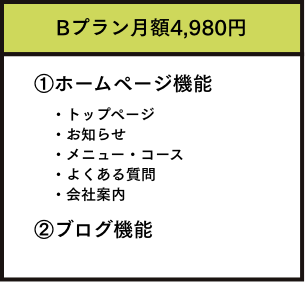 Bプラン月額4,980円
①ホームページ機能
・トップページ
・お知らせ
・メニュー・コース
・よくある質問
・会社案内
②ブログ機能